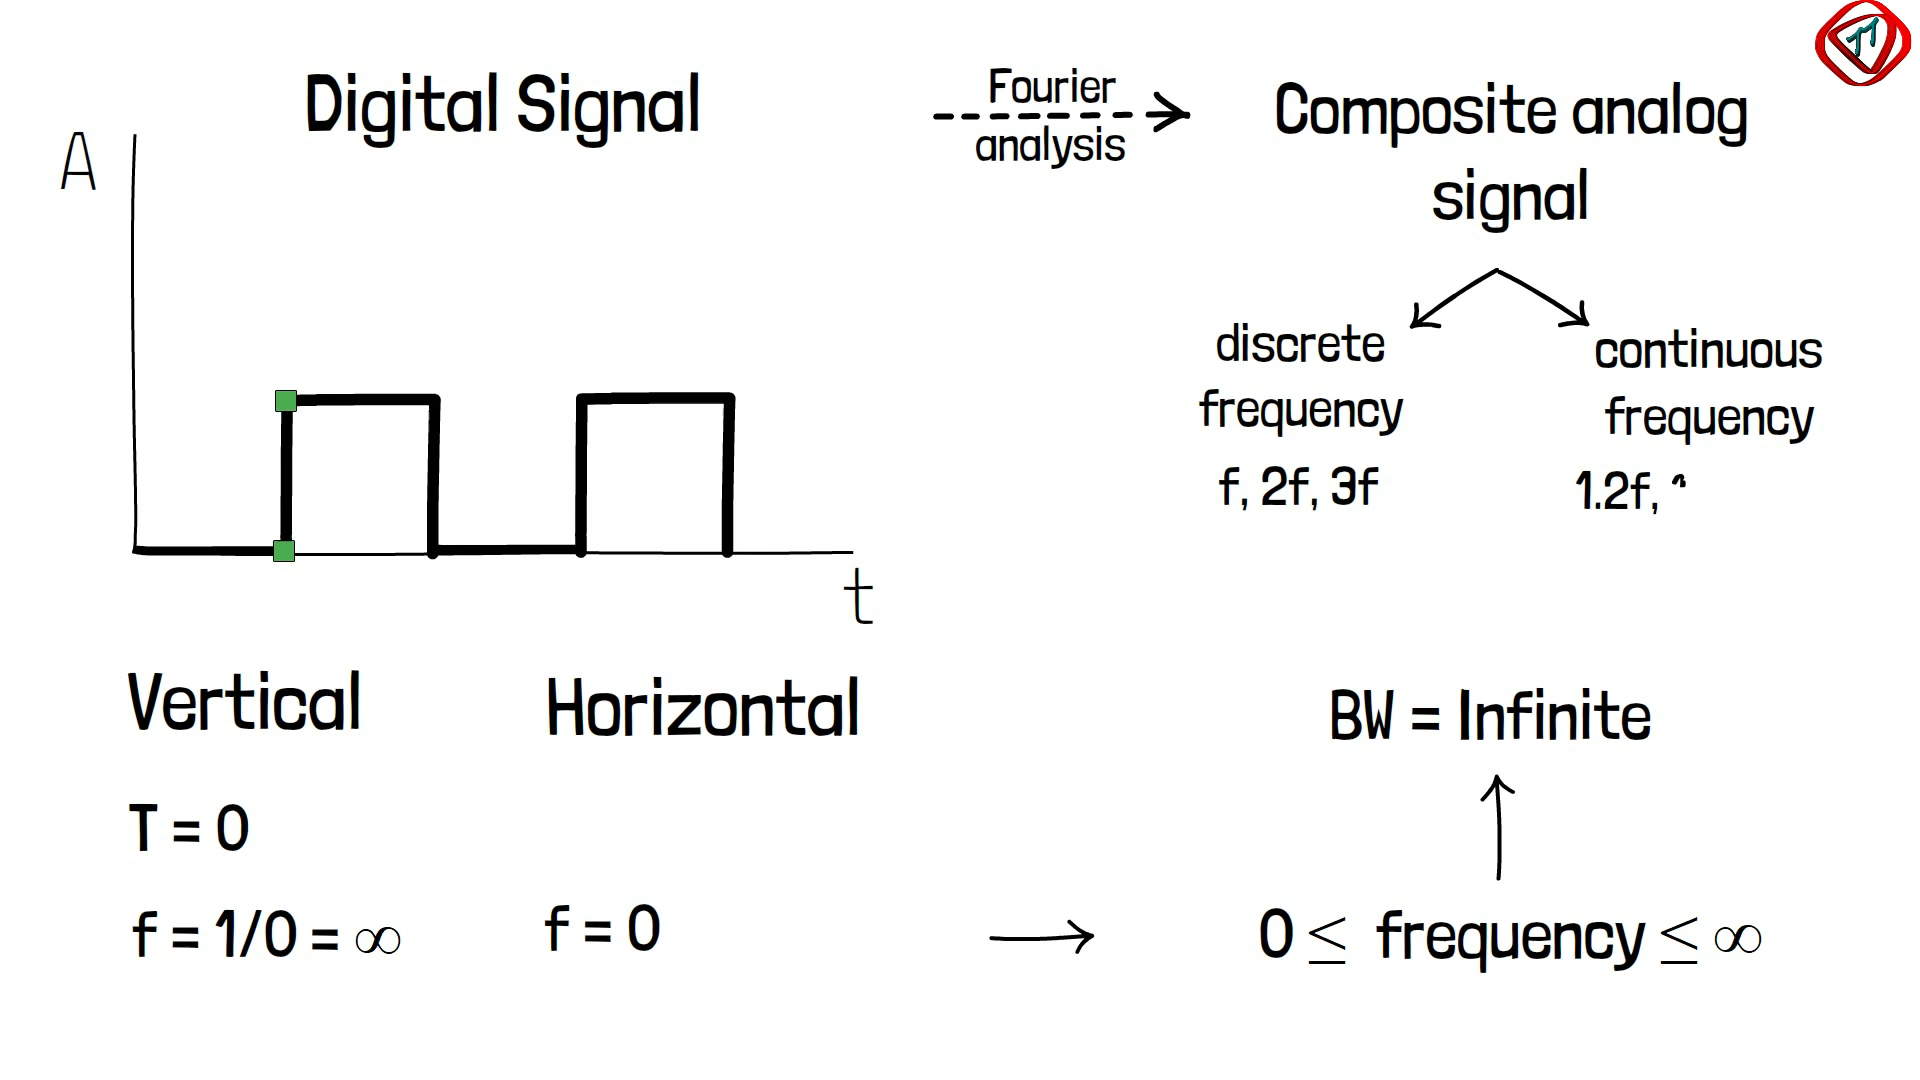 Digital Signal
A
t
Fourier
analysis
Composite analog
signal
discrete
frequency
f, 2f, 3f
continuous
frequency
1.2f,
Vertical
T = 0
f = 1/0 = ∞
Horizontal
f = 0
BW = Infinite
0 ≤ frequency ≤ ∞